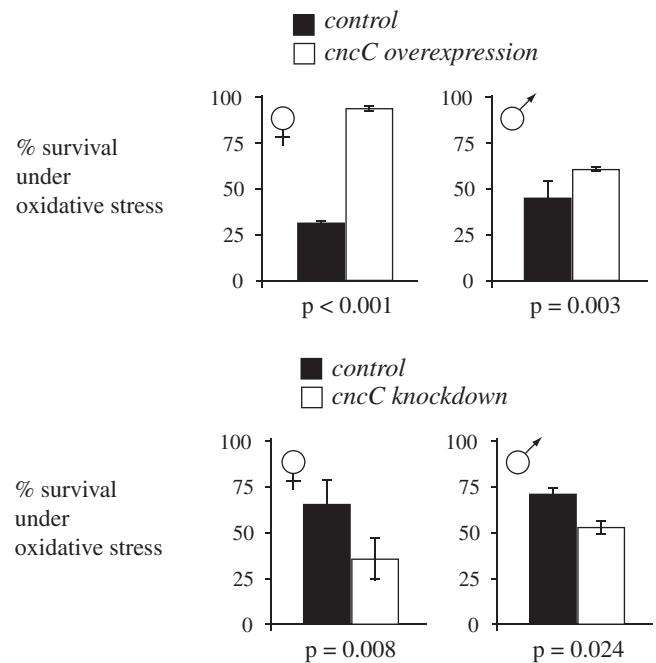 control
cncC overexpression
% survival
under
oxidative stress
100
75
50
25
0
p < 0.001
100
75
50
25
0
p = 0.003
control
cncC knockdown
% survival
under
oxidative stress
100
75
50
25
0
p = 0.008
100
75
50
25
0
p = 0.024